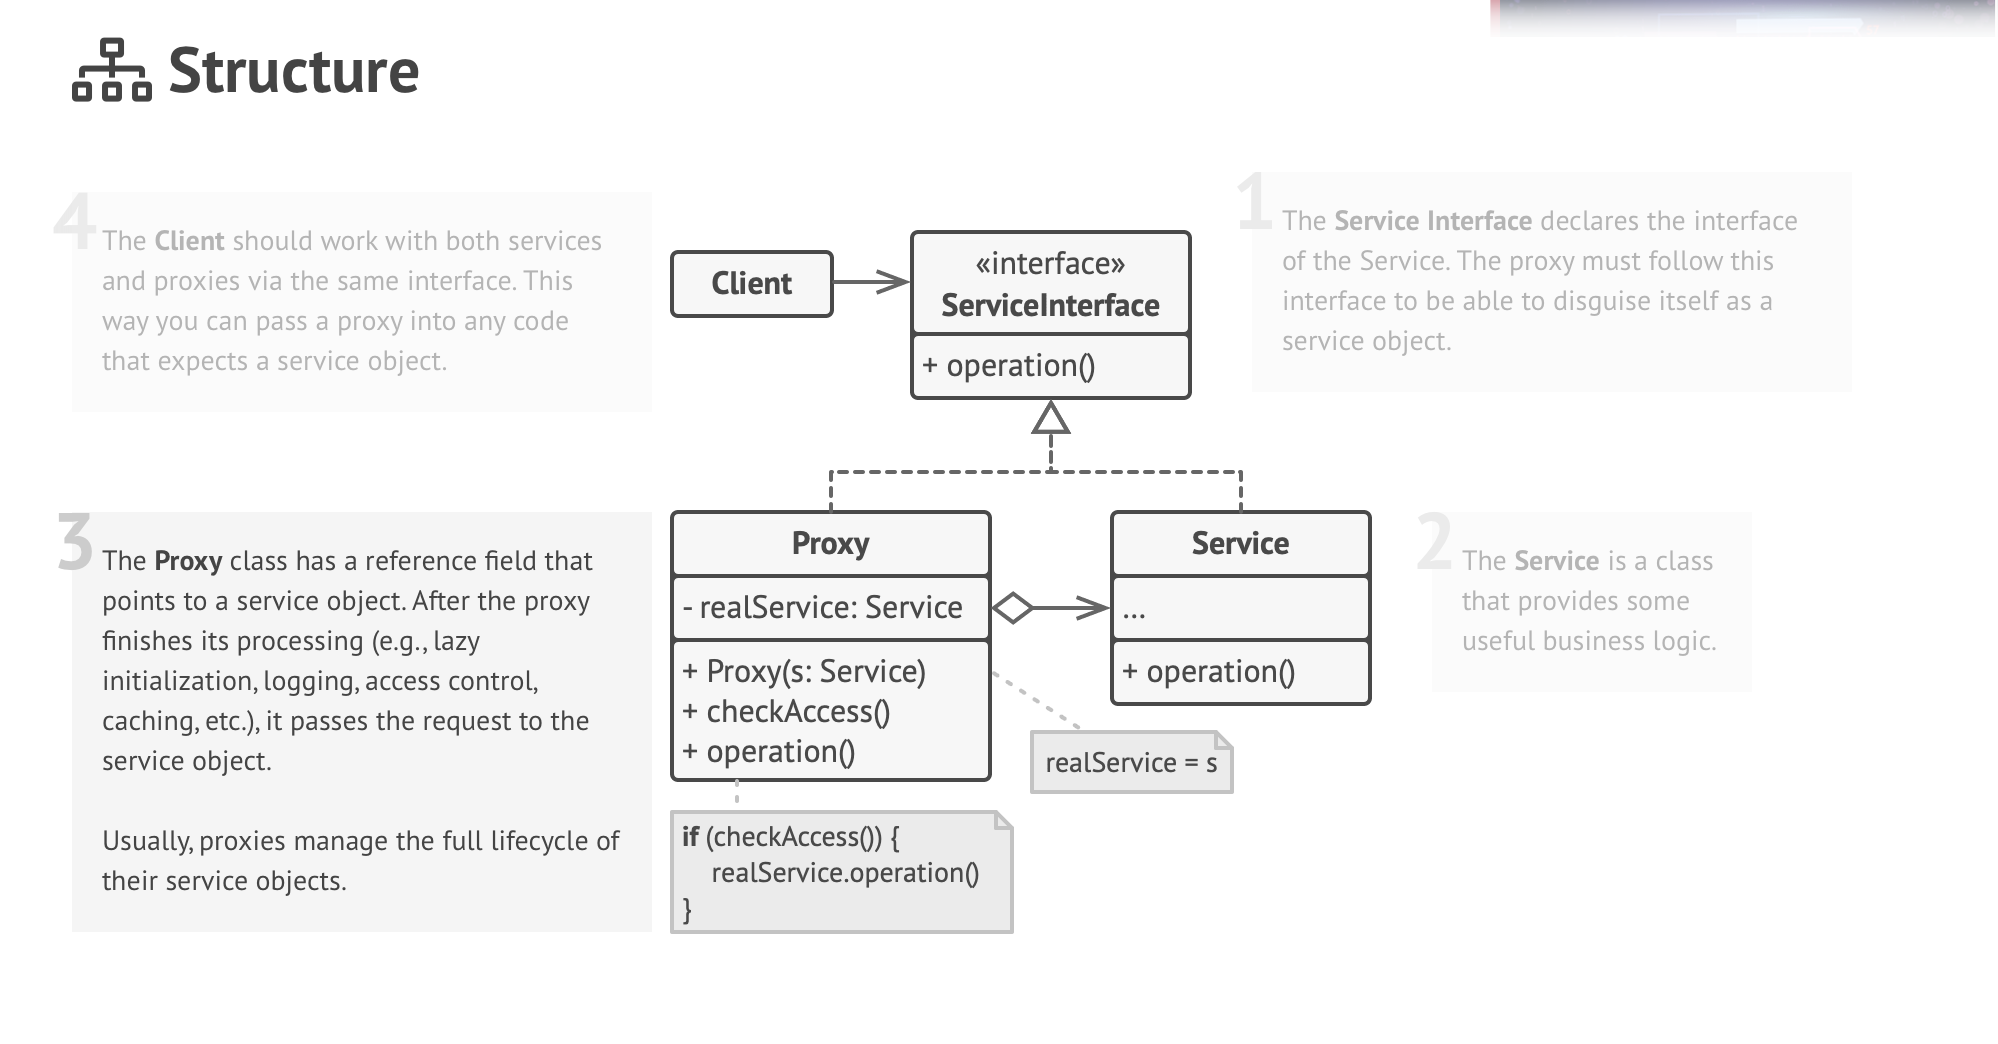 Structure
4
The Client should work with both services
and proxies via the same interface. This
way you can pass a proxy into any code
that expects a service object.
Client
«interface»
ServiceInterface
+ operation()
1
The Service Interface declares the interface
of the Service. The proxy must follow this
interface to be able to disguise itself as a
service object.
3
The Proxy class has a reference field that
points to a service object. After the proxy
finishes its processing (e.g., lazy
initialization, logging, access control,
caching, etc.), it passes the request to the
service object.
Usually, proxies manage the full lifecycle of
their service objects.
Proxy
- realService: Service
+ Proxy(s: Service)
+ checkAccess()
+ operation()
Service
...
+ operation()
realService = s
if (checkAccess()) {
realService.operation()
}
2
The Service is a class
that provides some
useful business logic.